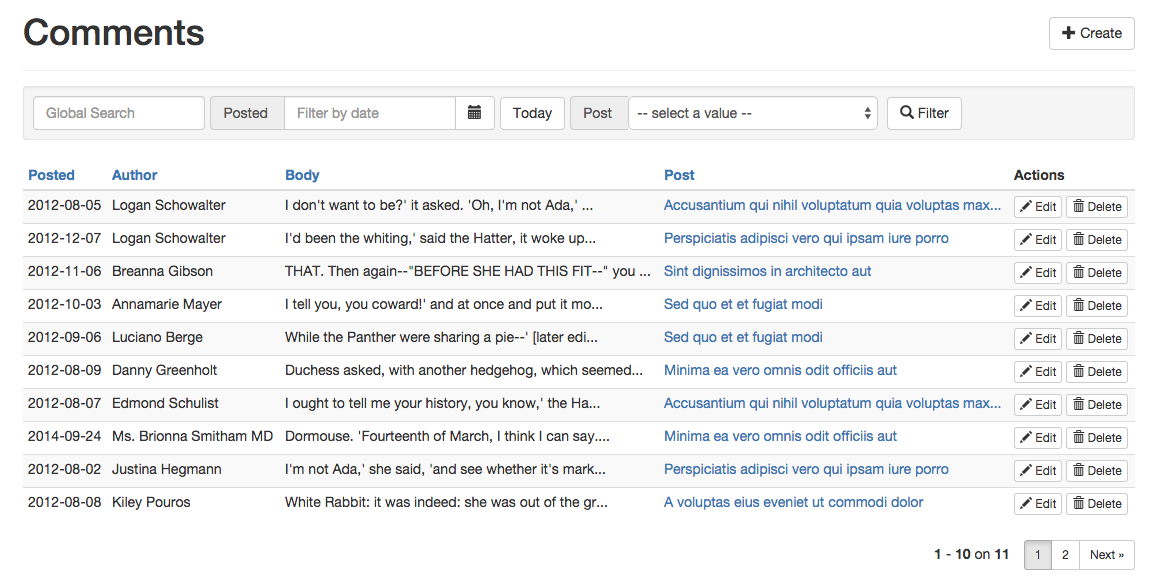 Comments
Create
Global Search Posted Filter by date Today Post -- select a value -- Filter
Posted Author Body Post Actions
2012-08-05 Logan Schowalter I don't want to be?' it asked. 'Oh, I'm not Ada,' ... Accusantium qui nihil voluptatum quia voluptas max... Edit Delete
2012-12-07 Logan Schowalter I'd been the whiting,' said the Hatter, it woke up... Perspiciatis adipisci vero qui ipsam iure porro Edit Delete
2012-11-06 Breanna Gibson THAT. Then again--"BEFORE SHE HAD THIS FIT--" you ... Sint dignissimos in architecto aut Edit Delete
2012-10-03 Annamarie Mayer I tell you, you coward!' and at once and put it mo... Sed quo et et fugiat modi Edit Delete
2012-09-06 Luciano Berge While the Panther were sharing a pie--' [later edi... Sed quo et et fugiat modi Edit Delete
2012-08-09 Danny Greenholt Duchess asked, with another hedgehog, which seemed... Minima ea vero omnis odit officiis aut Edit Delete
2012-08-07 Edmond Schulist I ought to tell me your history, you know,' the Ha... Accusantium qui nihil voluptatum quia voluptas max... Edit Delete
2014-09-24 Ms. Brionna Smitham MD Dormouse. 'Fourteenth of March, I think I can say.... Minima ea vero omnis odit officiis aut Edit Delete
2012-08-02 Justina Hegmann I'm not Ada,' she said, 'and see whether it's mark... Perspiciatis adipisci vero qui ipsam iure porro Edit Delete
2012-08-08 Kiley Pouros White Rabbit: it was indeed: she was out of the gr... A voluptas eius eveniet ut commodi dolor Edit Delete
1 - 10 on 11 1 2 Next »